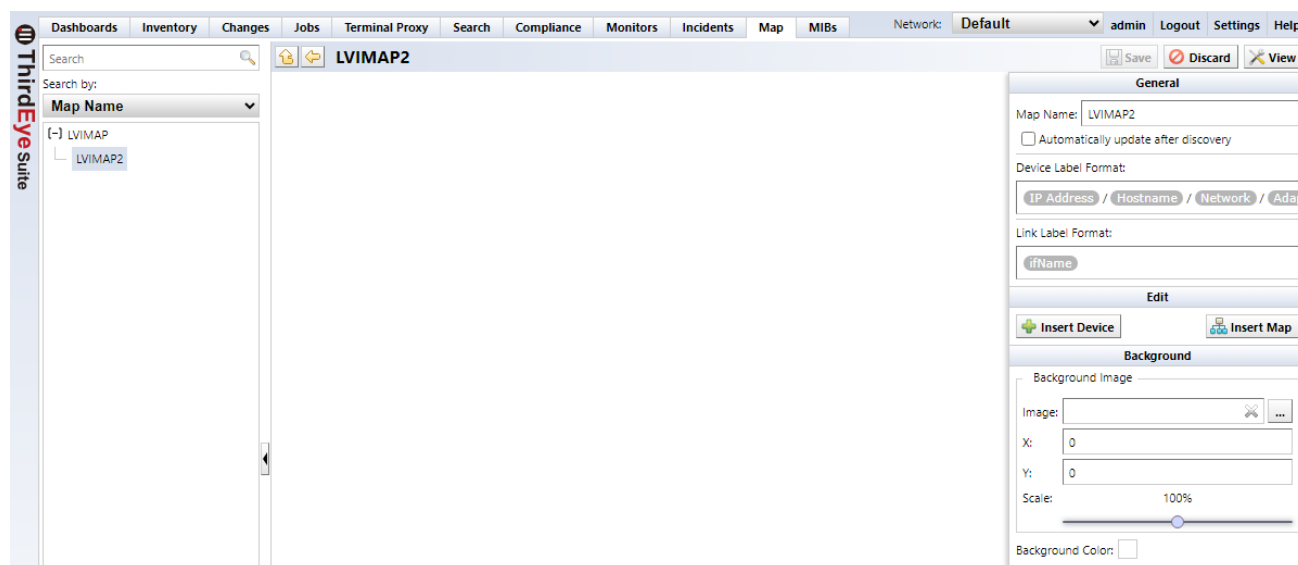 Dashboards Inventory Changes Jobs Terminal Proxy Search Compliance Monitors Incidents Map MIBs Network: Default admin Logout Settings Help
ThirdEye Suite
Search
LVIMAP2
Save Discard View
Search by:
Map Name
[-] LVIMAP
LVIMAP2
General
Map Name: LVIMAP2
Automatically update after discovery
Device Label Format:
IP Address / Hostname / Network / Ada
Link Label Format:
ifName
Edit
Insert Device Insert Map
Background
Background Image
Image: ...
X: 0
Y: 0
Scale: 100%
Background Color: